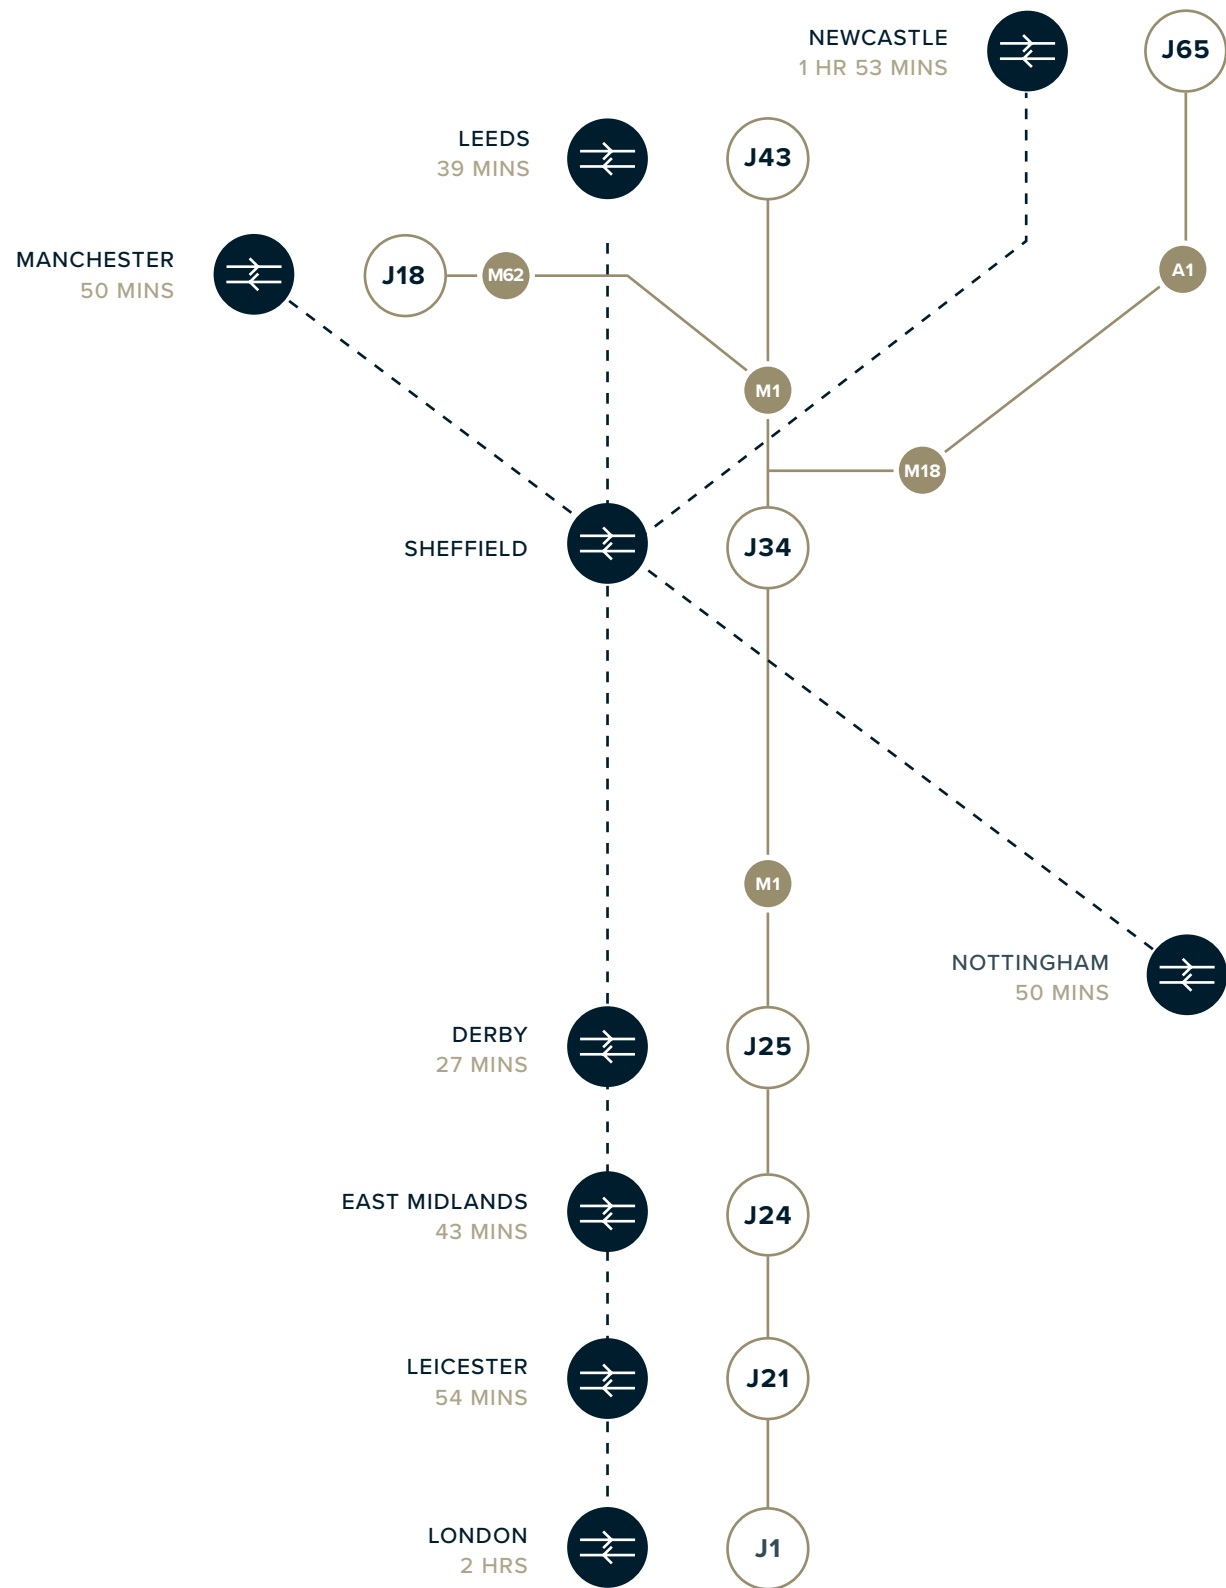 NEWCASTLE
1 HR 53 MINS
J65
LEEDS
39 MINS
J43
MANCHESTER
50 MINS
J18
M62
A1
M1
M18
SHEFFIELD
J34
M1
NOTTINGHAM
50 MINS
DERBY
27 MINS
J25
EAST MIDLANDS
43 MINS
J24
LEICESTER
54 MINS
J21
LONDON
2 HRS
J1